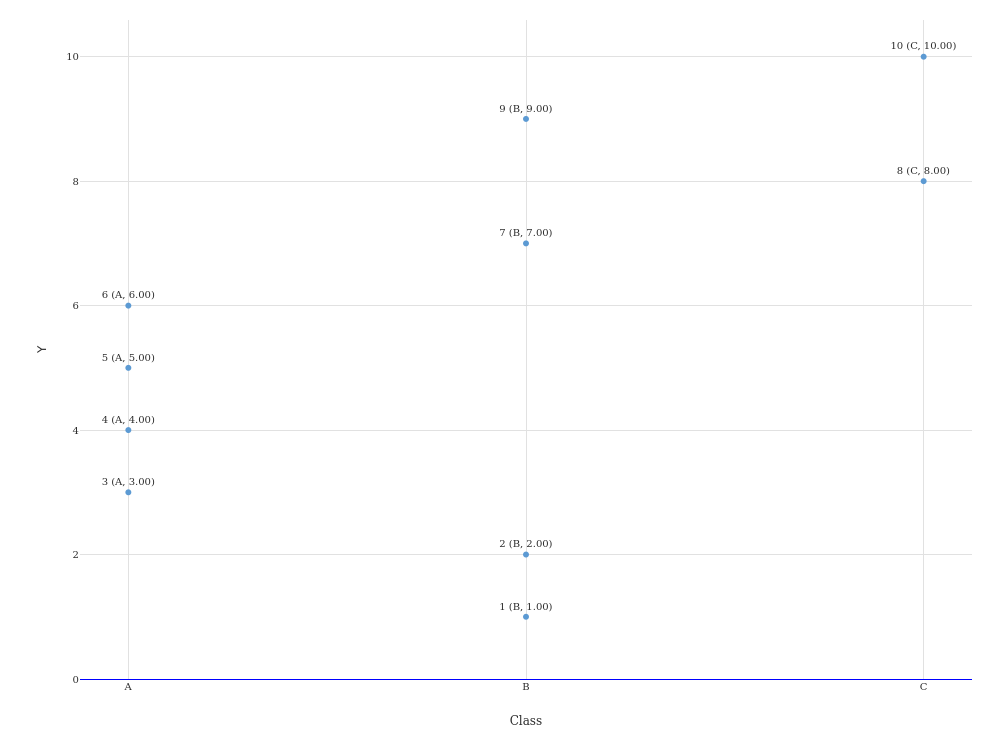 10 (C, 10.00)
10
9 (B, 9.00)
8 (C, 8.00)
8
7 (B, 7.00)
6 (A, 6.00)
6
Y
5 (A, 5.00)
4 (A, 4.00)
4
3 (A, 3.00)
2 (B, 2.00)
2
1 (B, 1.00)
0
A B C
Class